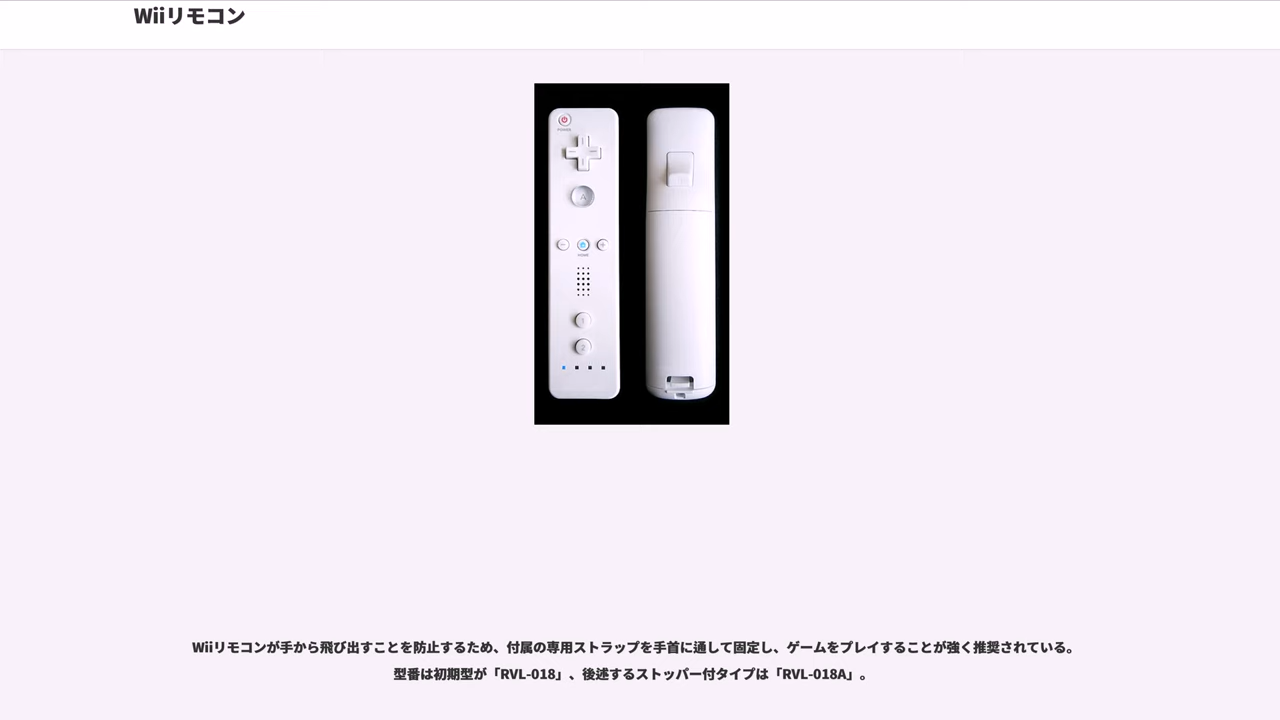 Wiiリモコン
POWER
A
HOME
1
2
Wiiリモコンが手から飛び出すことを防止するため、付属の専用ストラップを手首に通して固定し、ゲームをプレイすることが強く推奨されている。
型番は初期型が「RVL-018」、後述するストッパー付タイプは「RVL-018A」。